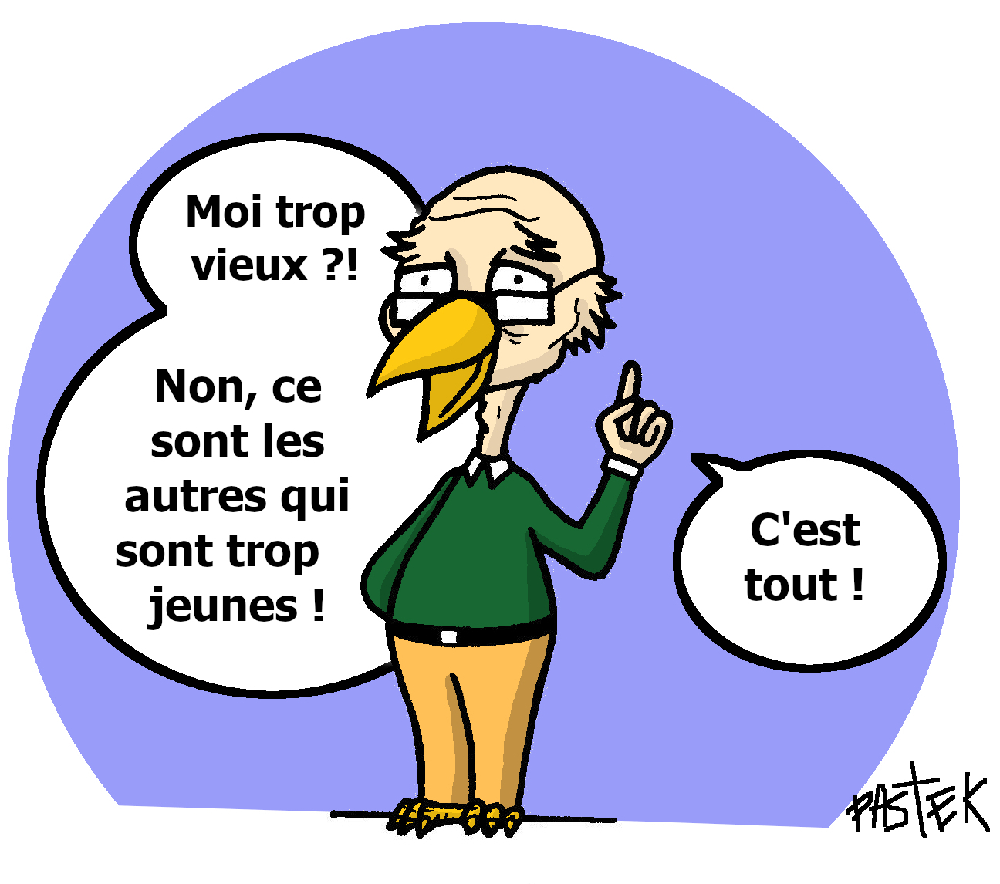 Moi trop
vieux ?!
Non, ce
sont les
autres qui
sont trop
jeunes !
C'est
tout !
PASTEK